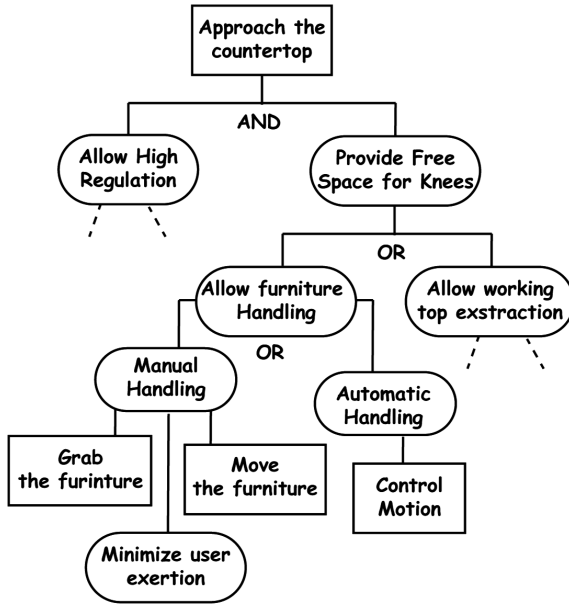 Approach the
countertop
AND
Allow High
Regulation
Provide Free
Space for Knees
OR
Allow furniture
Handling
Allow working
top exstraction
OR
Manual
Handling
Automatic
Handling
Grab
the furinture
Move
the furniture
Control
Motion
Minimize user
exertion